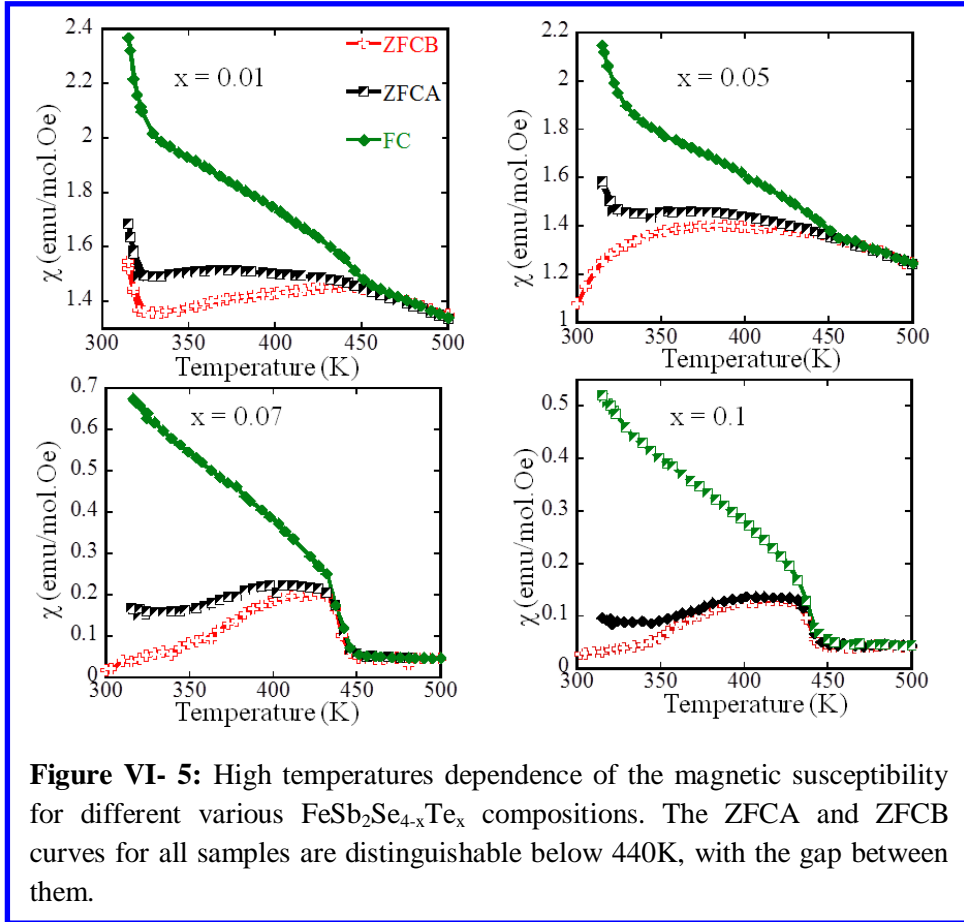 2.4
2.2
2
1.8
1.6
1.4
χ (emu/mol.Oe)
x = 0.01
ZFCB
ZFCA
FC
300 350 400 450 500
Temperature (K)
2.2
2
1.8
1.6
1.4
1.2
1
χ (emu/mol.Oe)
x = 0.05
300 350 400 450 500
Temperature(K)
0.7
0.6
0.5
0.4
0.3
0.2
0.1
0
χ (emu/mol.Oe)
x = 0.07
300 350 400 450 500
Temperature (K)
0.5
0.4
0.3
0.2
0.1
0
χ (emu/mol.Oe)
x = 0.1
300 350 400 450 500
Temperature (K)
Figure VI- 5: High temperatures dependence of the magnetic susceptibility
for different various FeSb₂Se₄₋ₓTeₓ compositions. The ZFCA and ZFCB
curves for all samples are distinguishable below 440K, with the gap between
them.